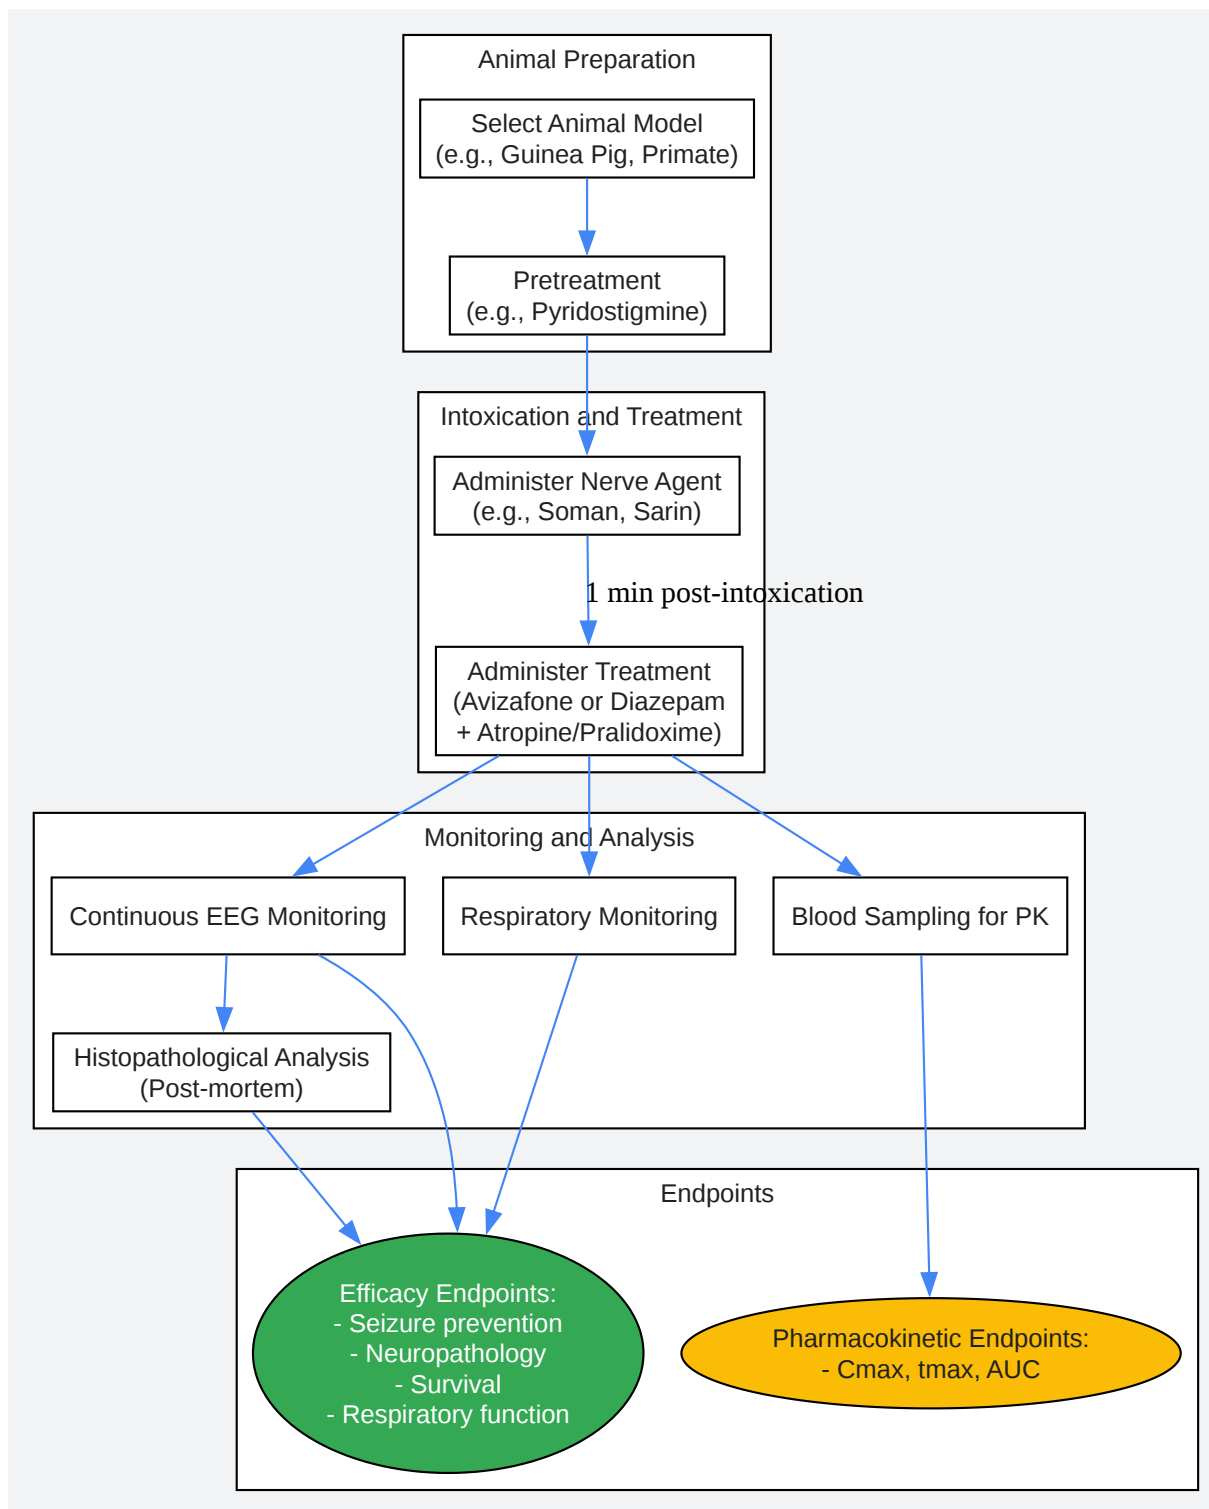 Animal Preparation
Select Animal Model
(e.g., Guinea Pig, Primate)
Pretreatment
(e.g., Pyridostigmine)
Intoxication and Treatment
Administer Nerve Agent
(e.g., Soman, Sarin)
1 min post-intoxication
Administer Treatment
(Avizafone or Diazepam
+ Atropine/Pralidoxime)
Monitoring and Analysis
Continuous EEG Monitoring
Respiratory Monitoring
Blood Sampling for PK
Histopathological Analysis
(Post-mortem)
Endpoints
Efficacy Endpoints:
- Seizure prevention
- Neuropathology
- Survival
- Respiratory function
Pharmacokinetic Endpoints:
- Cmax, tmax, AUC